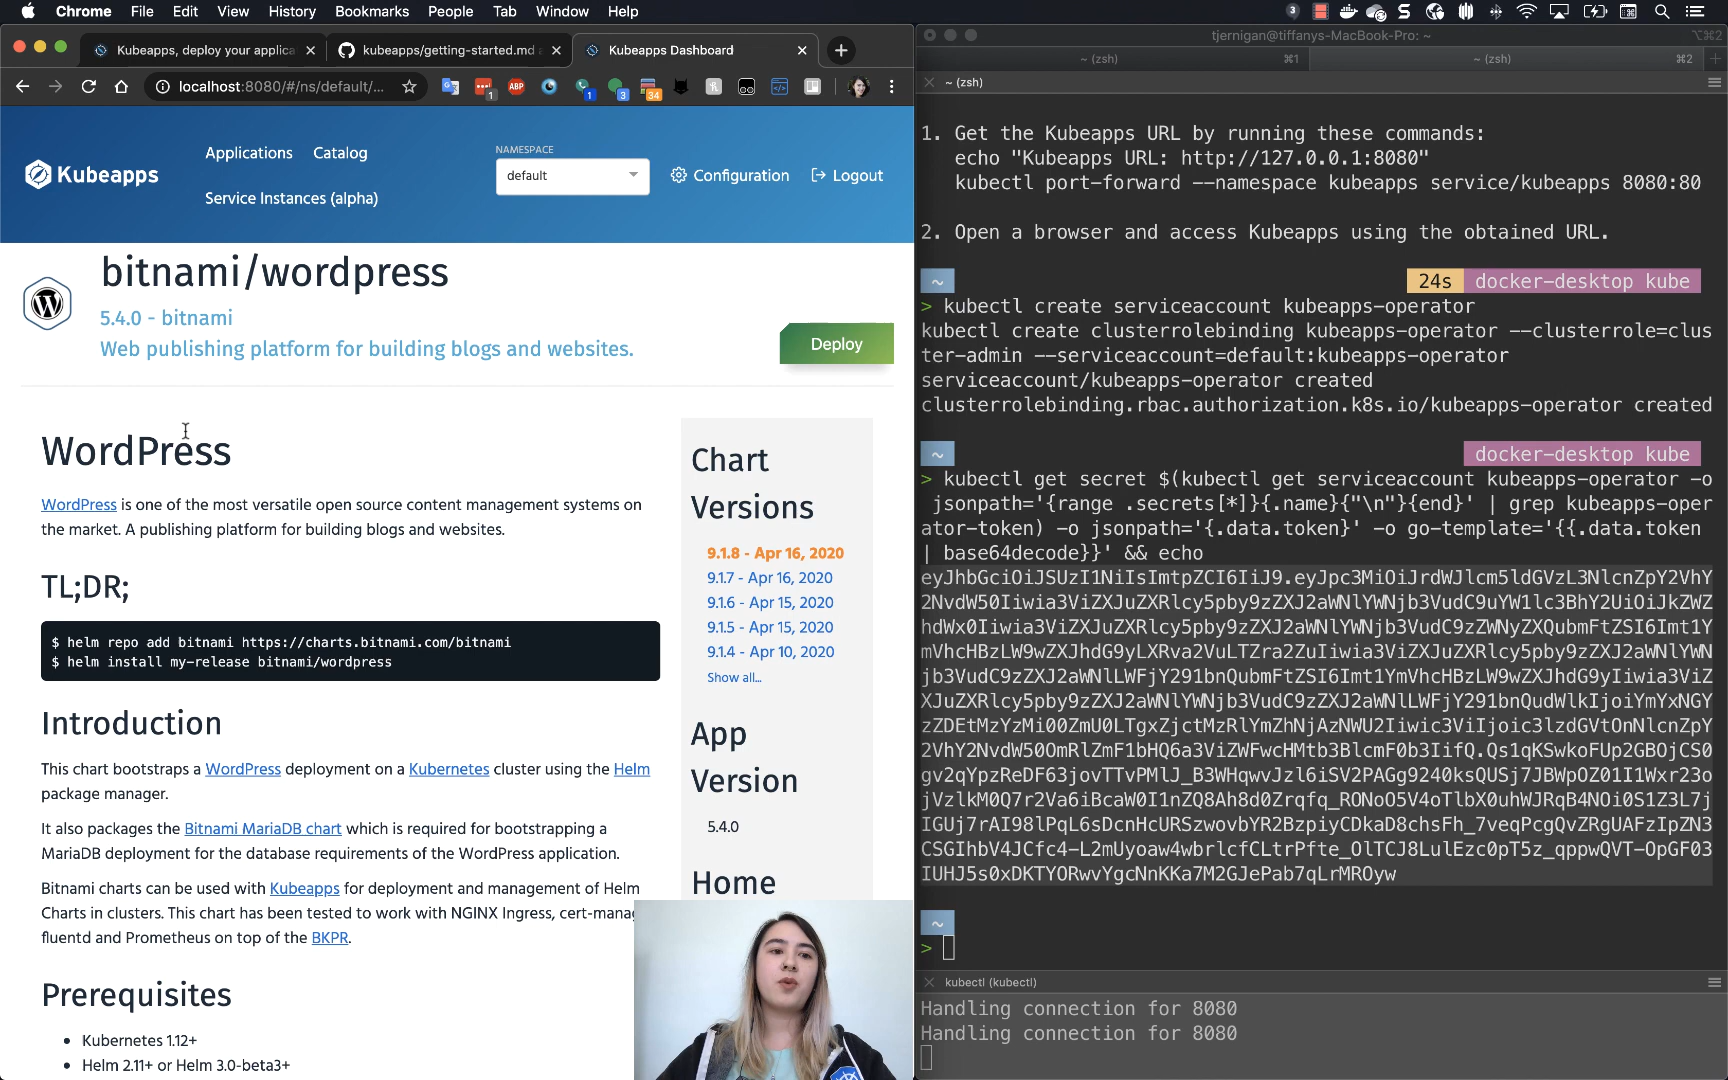 Chrome File Edit View History Bookmarks People Tab Window Help
Kubeapps, deploy your applica
kubeapps/getting-started.md
Kubeapps Dashboard
localhost:8080/#/ns/default/...
Kubeapps
Applications Catalog
Service Instances (alpha)
NAMESPACE
default
Configuration
Logout
bitnami/wordpress
5.4.0 - bitnami
Web publishing platform for building blogs and websites.
Deploy
WordPress
WordPress is one of the most versatile open source content management systems on
the market. A publishing platform for building blogs and websites.
TL;DR;
$ helm repo add bitnami https://charts.bitnami.com/bitnami
$ helm install my-release bitnami/wordpress
Introduction
This chart bootstraps a WordPress deployment on a Kubernetes cluster using the Helm
package manager.
It also packages the Bitnami MariaDB chart which is required for bootstrapping a
MariaDB deployment for the database requirements of the WordPress application.
Bitnami charts can be used with Kubeapps for deployment and management of Helm
Charts in clusters. This chart has been tested to work with NGINX Ingress, cert-manag
fluentd and Prometheus on top of the BKPR.
Prerequisites
• Kubernetes 1.12+
• Helm 2.11+ or Helm 3.0-beta3+
Chart
Versions
9.1.8 - Apr 16, 2020
9.1.7 - Apr 16, 2020
9.1.6 - Apr 15, 2020
9.1.5 - Apr 15, 2020
9.1.4 - Apr 10, 2020
Show all...
App
Version
5.4.0
Home
tjernigan@tiffanys-MacBook-Pro: ~
⌥⌘2
~ (zsh) ⌘1
~ (zsh) ⌘2
~ (zsh)
1. Get the Kubeapps URL by running these commands:
echo "Kubeapps URL: http://127.0.0.1:8080"
kubectl port-forward --namespace kubeapps service/kubeapps 8080:80
2. Open a browser and access Kubeapps using the obtained URL.
~ 24s docker-desktop kube
> kubectl create serviceaccount kubeapps-operator
kubectl create clusterrolebinding kubeapps-operator --clusterrole=clus
ter-admin --serviceaccount=default:kubeapps-operator
serviceaccount/kubeapps-operator created
clusterrolebinding.rbac.authorization.k8s.io/kubeapps-operator created
~ docker-desktop kube
> kubectl get secret $(kubectl get serviceaccount kubeapps-operator -o
jsonpath='{range .secrets[*]}{.name}{"\n"}{end}' | grep kubeapps-oper
ator-token) -o jsonpath='{.data.token}' -o go-template='{{.data.token
| base64decode}}' && echo
~
>
kubectl (kubectl)
Handling connection for 8080
Handling connection for 8080